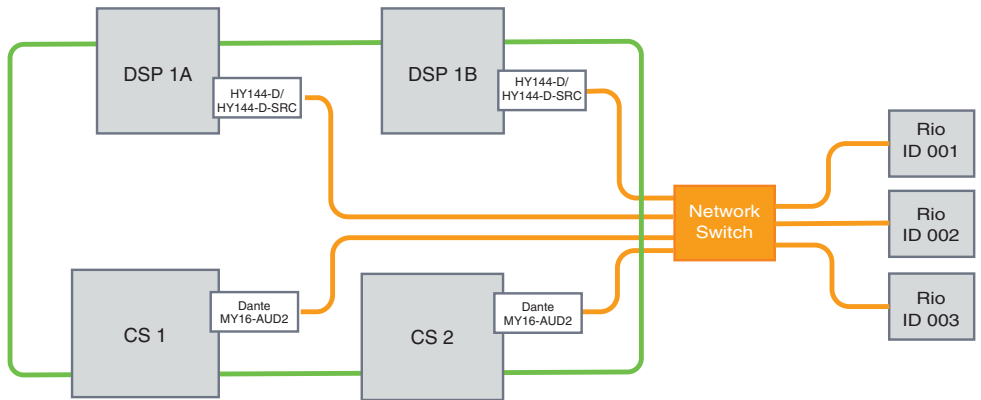 DSP 1A
HY144-D/
HY144-D-SRC
DSP 1B
HY144-D/
HY144-D-SRC
Rio
ID 001
Network
Switch
Rio
ID 002
CS 1
Dante
MY16-AUD2
CS 2
Dante
MY16-AUD2
Rio
ID 003